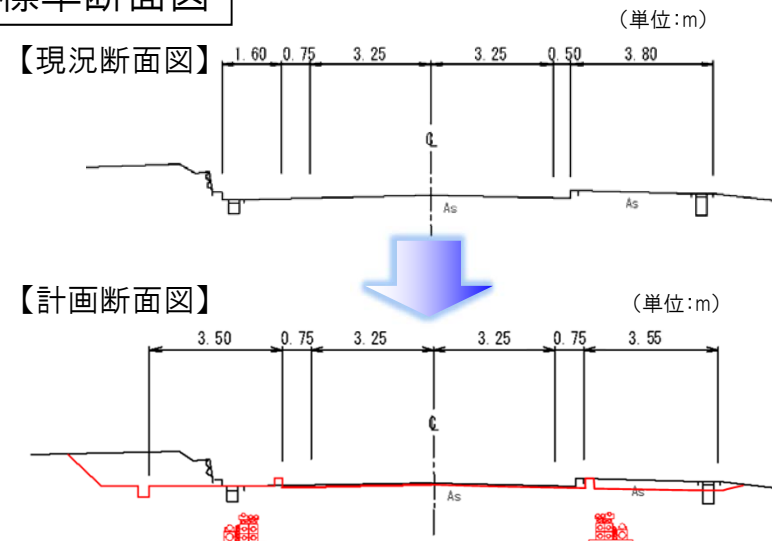 標準断面図
（単位：m）
【現況断面図】
1.60 0.75 3.25 3.25 0.50 3.80
℄
As As
【計画断面図】
（単位：m）
3.50 0.75 3.25 3.25 0.75 3.55
℄
As As